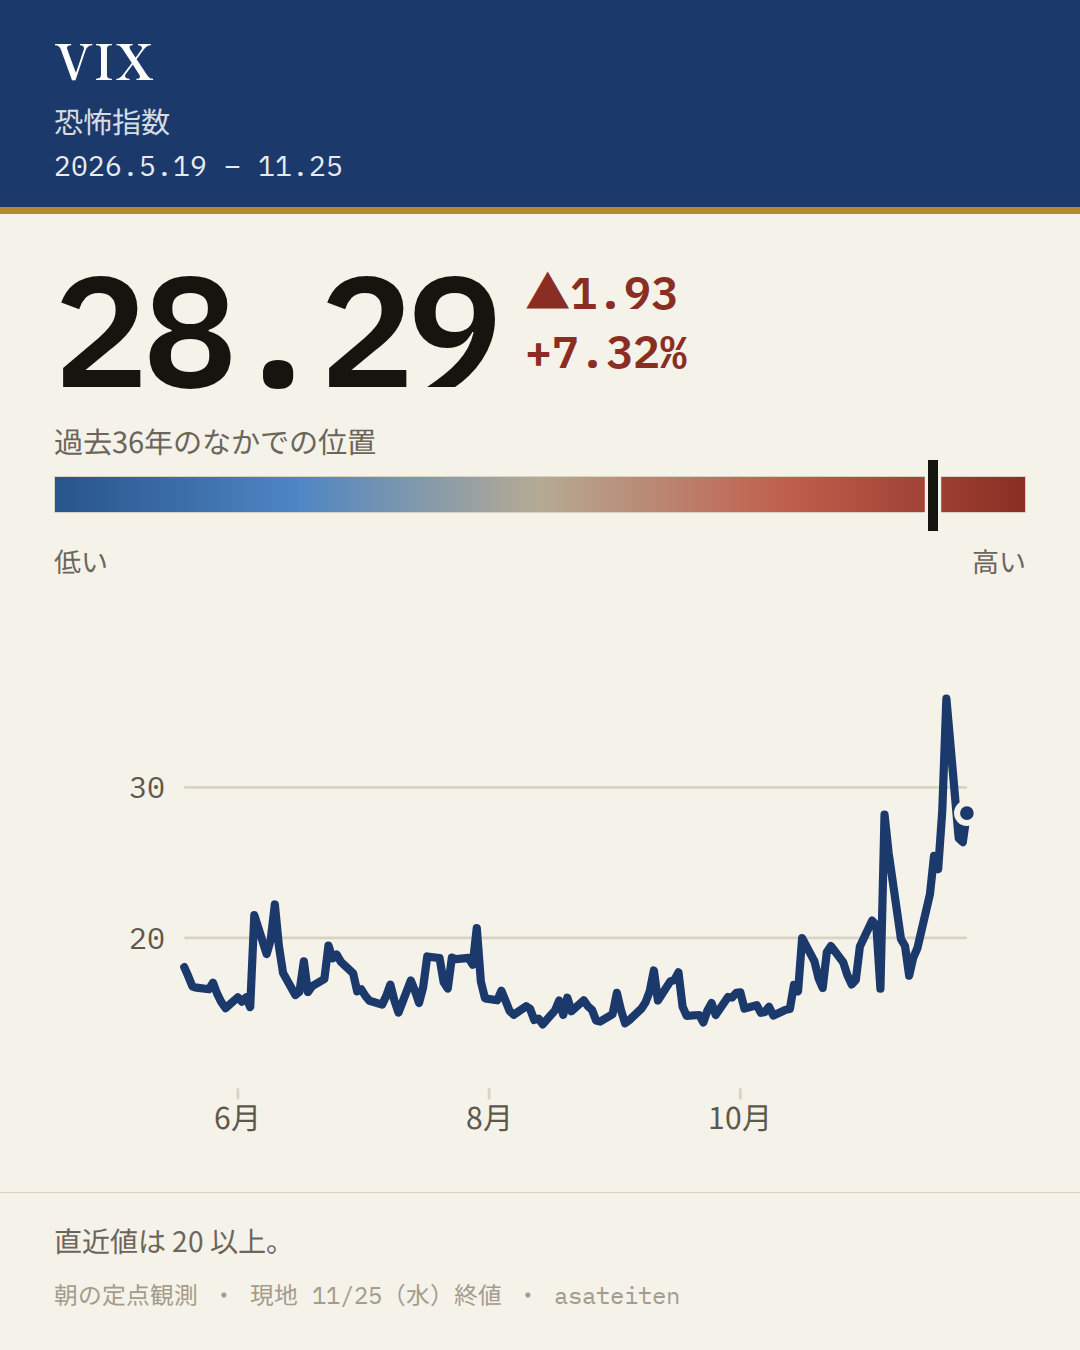 VIX
恐怖指数
2026.5.19 – 11.25
28.29
▲1.93
+7.32%
過去36年のなかでの位置
低い
高い
30
20
6月
8月
10月
直近値は 20 以上。
朝の定点観測 ・ 現地 11/25（水）終値 ・ asateiten